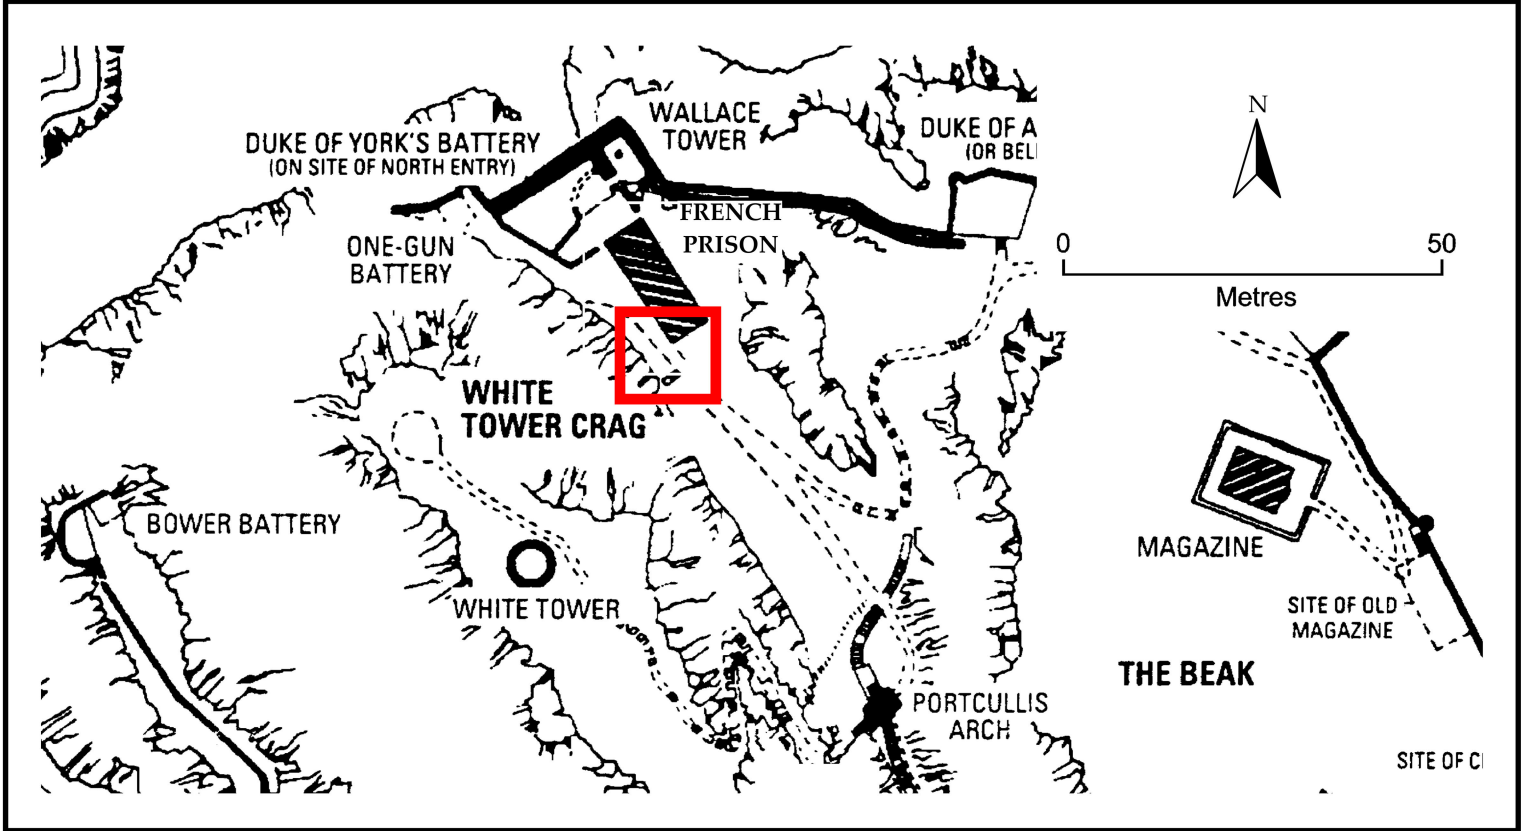 WALLACE
TOWER
DUKE OF YORK'S BATTERY
(ON SITE OF NORTH ENTRY)
DUKE OF A
(OR BEL
N
FRENCH
PRISON
ONE-GUN
BATTERY
0
50
Metres
WHITE
TOWER CRAG
BOWER BATTERY
MAGAZINE
WHITE TOWER
SITE OF OLD
MAGAZINE
THE BEAK
PORTCULLIS
ARCH
SITE OF